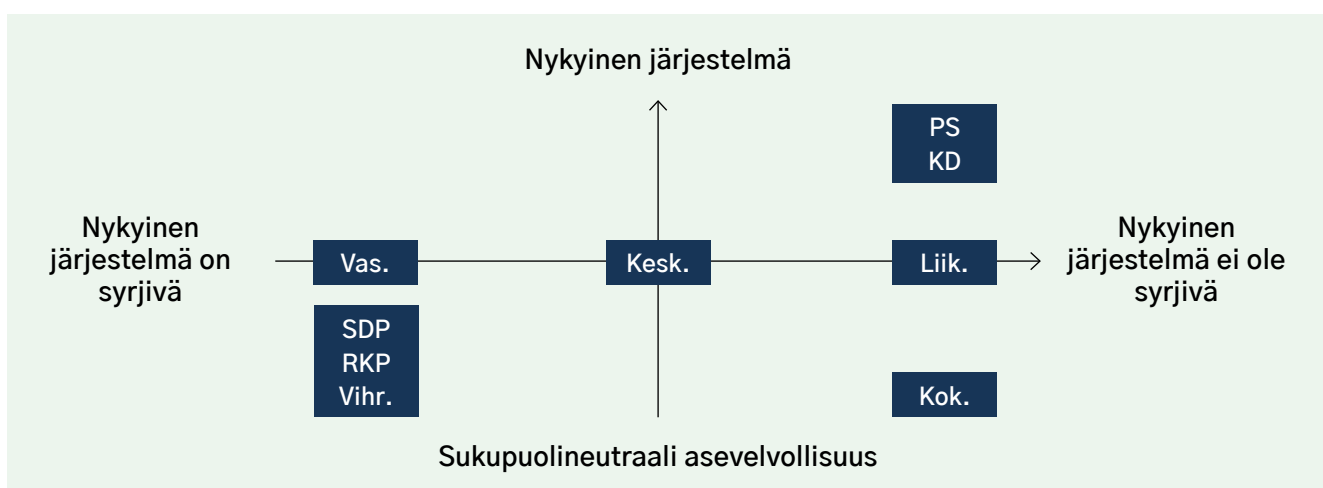 Nykyinen järjestelmä
PS
KD
Nykyinen
järjestelmä on
syrjivä
Vas.
Kesk.
Liik.
Nykyinen
järjestelmä ei ole
syrjivä
SDP
RKP
Vihr.
Kok.
Sukupuolineutraali asevelvollisuus